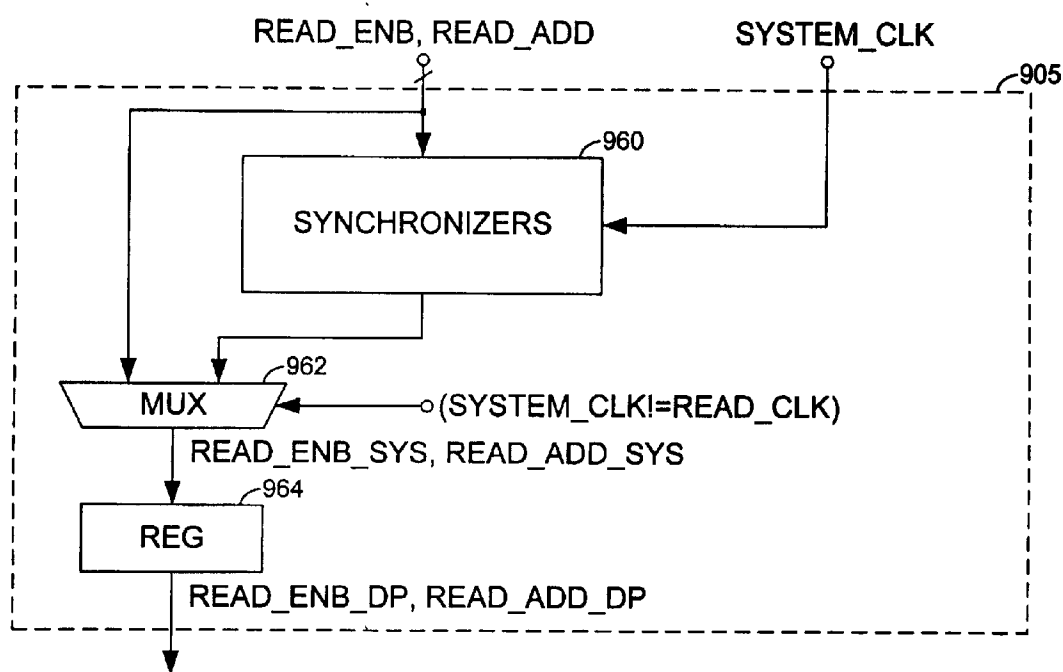 READ_ENB, READ_ADD
SYSTEM_CLK
905
960
SYNCHRONIZERS
962
MUX
(SYSTEM_CLK!=READ_CLK)
READ_ENB_SYS, READ_ADD_SYS
964
REG
READ_ENB_DP, READ_ADD_DP